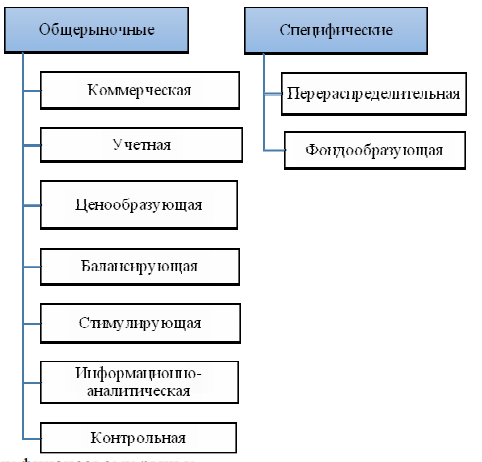 Общерыночные
Коммерческая
Учетная
Ценообразующая
Балансирующая
Стимулирующая
Информационно-
аналитическая
Контрольная
Специфические
Перераспределительная
Фондообразующая